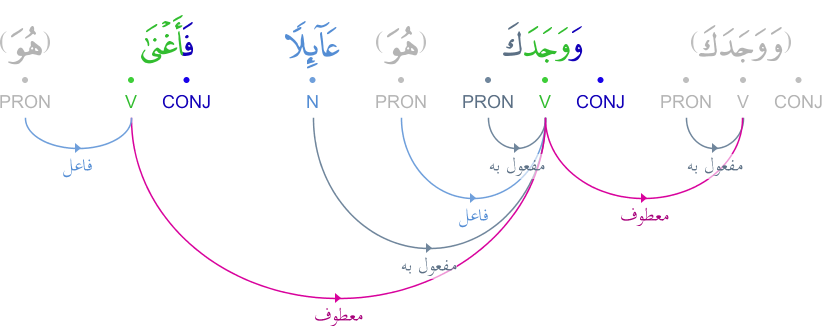 (وَوَجَدَكَ) وَوَجَدَكَ (هُوَ) عَآئِلًا فَأَغْنَىٰ (هُوَ)
CONJ V PRON CONJ V PRON PRON N CONJ V PRON
مفعول به مفعول به فاعل
معطوف فاعل
مفعول به
معطوف